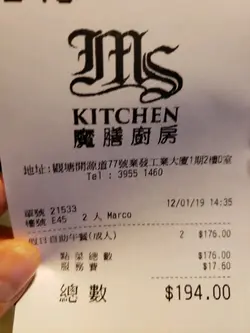 MS
KITCHEN
魔膳廚房
地址:觀塘開源道77號業發工業大廈1期2樓D室
Tel : 3955 1460
單號 21533 12/01/19 14:35
檯號 E45 2 人 Marco
假日自助午餐(成人) 2 $176.00
點菜總數 $176.00
服務費 $17.60
總數 $194.00